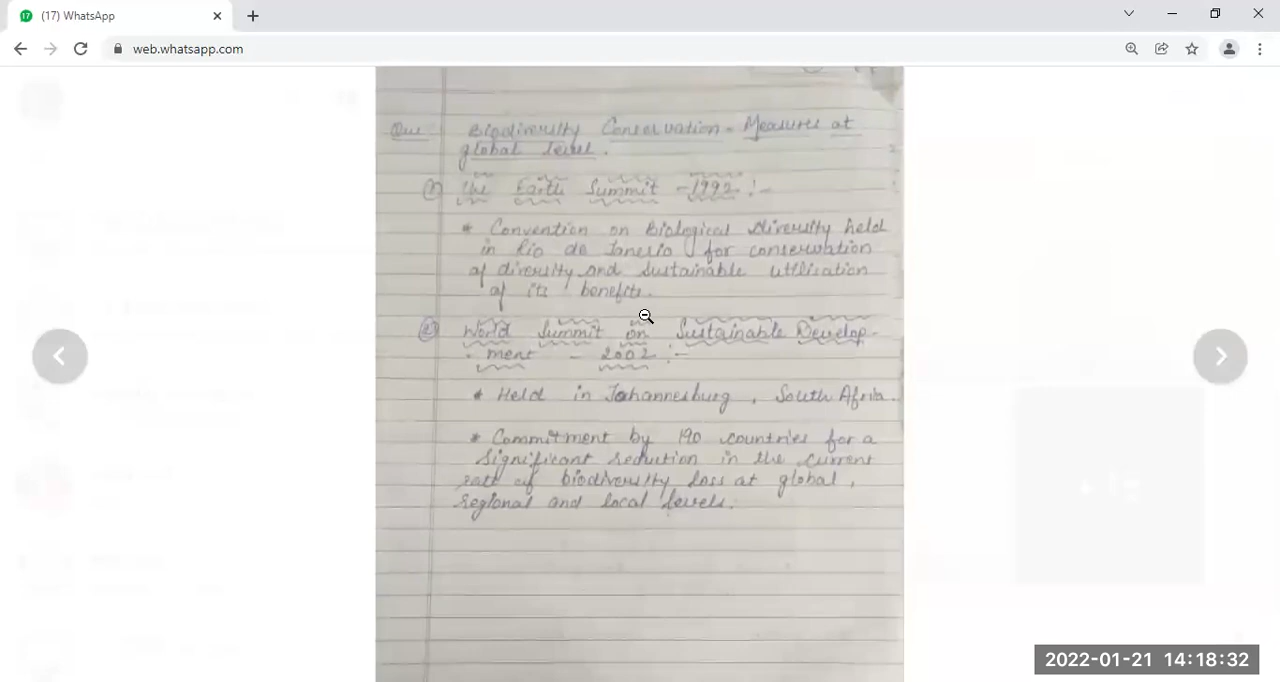 (17) WhatsApp
web.whatsapp.com
Que Biodiversity Conservation - Measures at
global level.
(1) The Earth Summit - 1992 :-
* Convention on Biological diversity held
in Rio de Janerio for conservation
of diversity and sustainable utilisation
of its benefits.
(2) World Summit on Sustainable Develop-
-ment - 2002 :-
* Held in Johannesburg, South Africa.
* Commitment by 190 countries for a
significant reduction in the current
rate of biodiversity loss at global,
regional and local levels.
2022-01-21 14:18:32